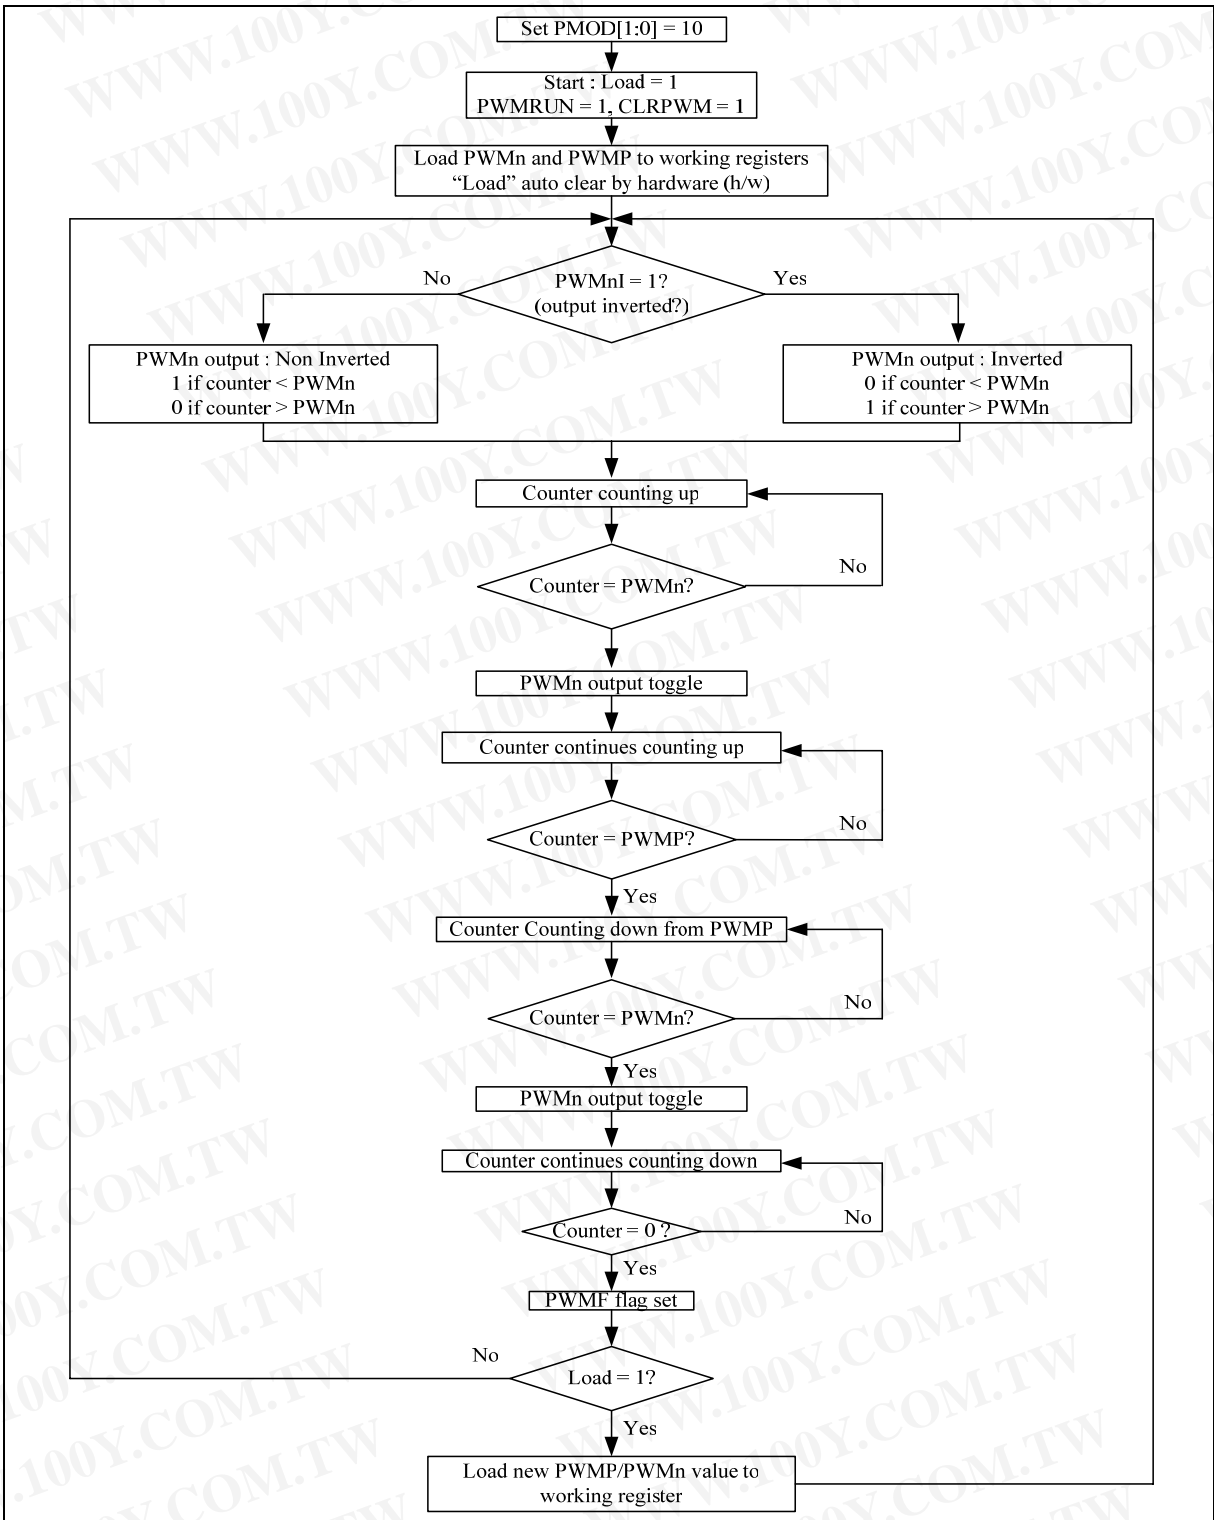 Set PMOD[1:0] = 10
Start : Load = 1
PWMRUN = 1, CLRPWM = 1
Load PWMn and PWMP to working registers
“Load” auto clear by hardware (h/w)
No
PWMnI = 1?
(output inverted?)
Yes
PWMn output : Non Inverted
1 if counter < PWMn
0 if counter > PWMn
PWMn output : Inverted
0 if counter < PWMn
1 if counter > PWMn
Counter counting up
Counter = PWMn?
No
PWMn output toggle
Counter continues counting up
Counter = PWMP?
No
Yes
Counter Counting down from PWMP
Counter = PWMn?
No
Yes
PWMn output toggle
Counter continues counting down
Counter = 0 ?
No
Yes
PWMF flag set
No
Load = 1?
Yes
Load new PWMP/PWMn value to
working register
WWW.100Y.COM.TW